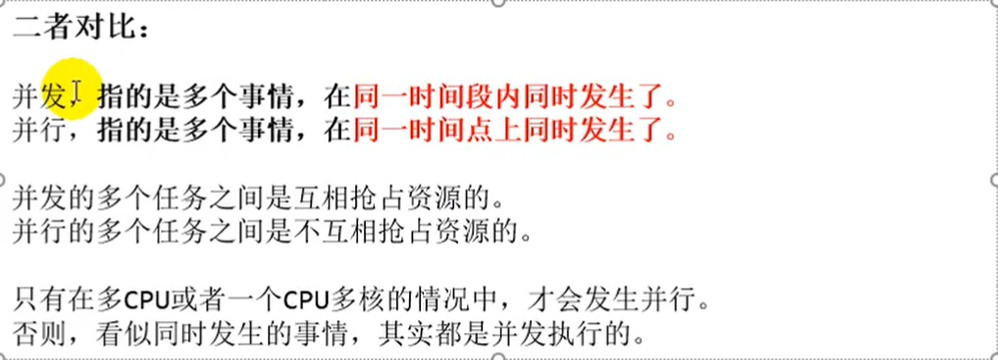 二者对比：
并发，指的是多个事情，在同一时间段内同时发生了。
并行，指的是多个事情，在同一时间点上同时发生了。
并发的多个任务之间是互相抢占资源的。
并行的多个任务之间是不互相抢占资源的。
只有在多CPU或者一个CPU多核的情况中，才会发生并行。
否则，看似同时发生的事情，其实都是并发执行的。